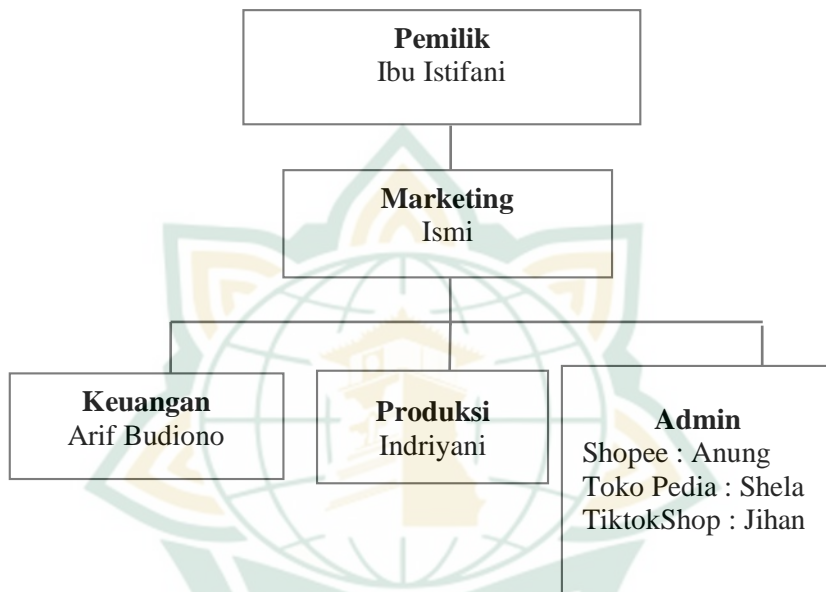 Pemilik
Ibu Istifani
Marketing
Ismi
Keuangan
Arif Budiono
Produksi
Indriyani
Admin
Shopee : Anung
Toko Pedia : Shela
TiktokShop : Jihan